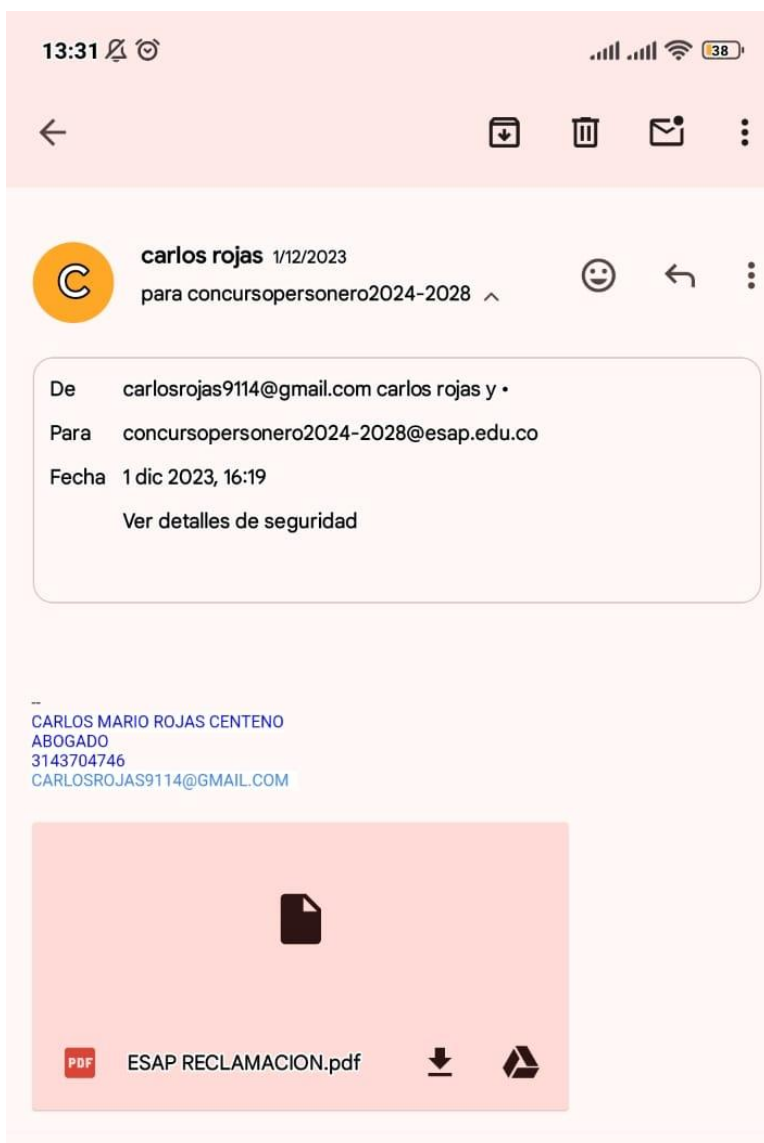 13:31
38
carlos rojas 1/12/2023
para concursopersonero2024-2028
C
De carlosrojas9114@gmail.com carlos rojas y •
Para concursopersonero2024-2028@esap.edu.co
Fecha 1 dic 2023, 16:19
Ver detalles de seguridad
--
CARLOS MARIO ROJAS CENTENO
ABOGADO
3143704746
CARLOSROJAS9114@GMAIL.COM
PDF ESAP RECLAMACION.pdf